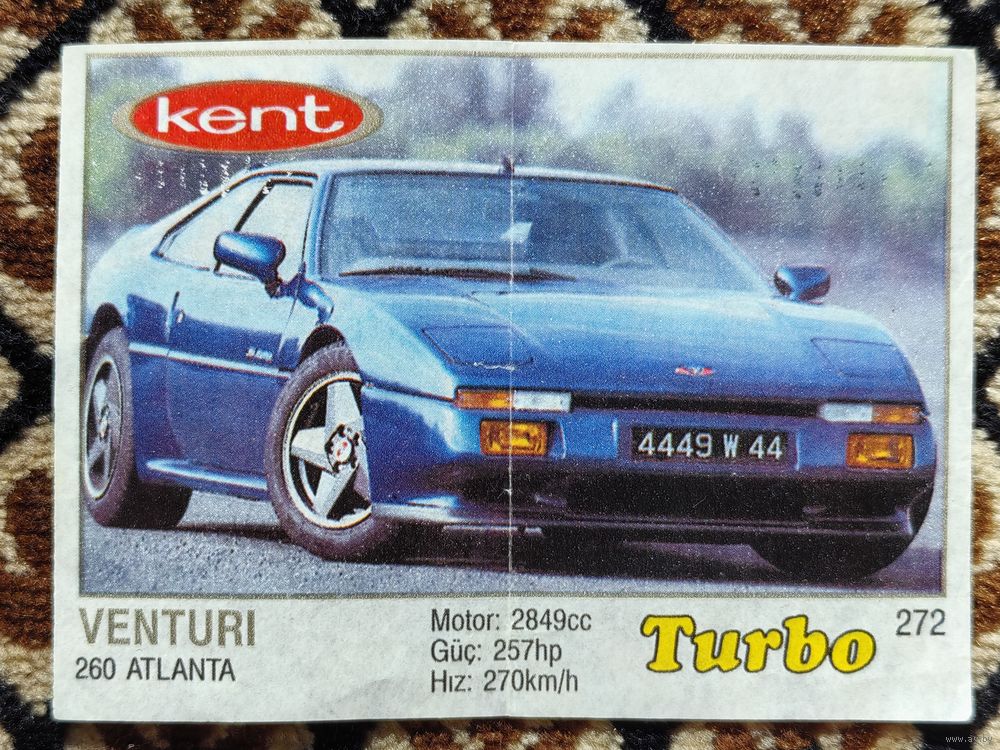 kent
4449 W 44
VENTURI
260 ATLANTA
Motor: 2849cc
Güç: 257hp
Hız: 270km/h
Turbo
272